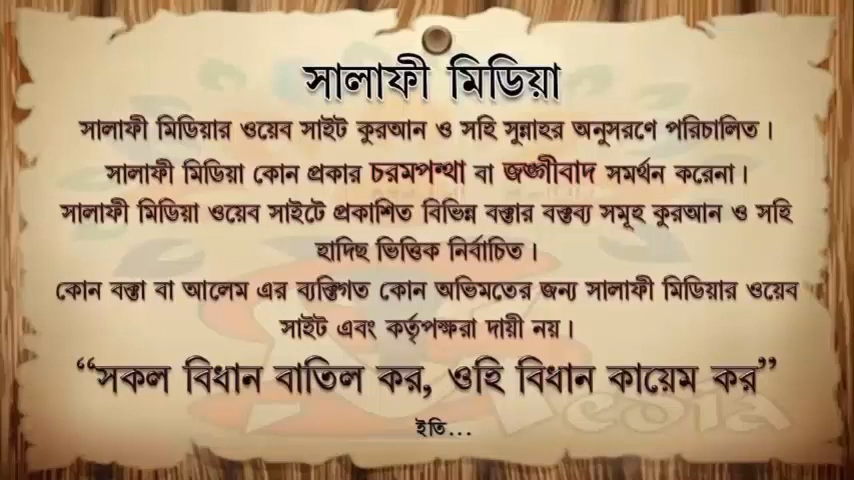 সালাফী মিডিয়া
সালাফী মিডিয়ার ওয়েব সাইট কুরআন ও সহি সুন্নাহর অনুসরণে পরিচালিত।
সালাফী মিডিয়া কোন প্রকার চরমপন্থা বা জঙ্গীবাদ সমর্থন করেনা।
সালাফী মিডিয়া ওয়েব সাইটে প্রকাশিত বিভিন্ন বক্তার বক্তব্য সমূহ কুরআন ও সহি
হাদিছ ভিত্তিক নির্বাচিত।
কোন বক্তা বা আলেম এর ব্যক্তিগত কোন অভিমতের জন্য সালাফী মিডিয়ার ওয়েব
সাইট এবং কর্তৃপক্ষরা দায়ী নয়।
“সকল বিধান বাতিল কর, ওহি বিধান কায়েম কর”
ইতি...